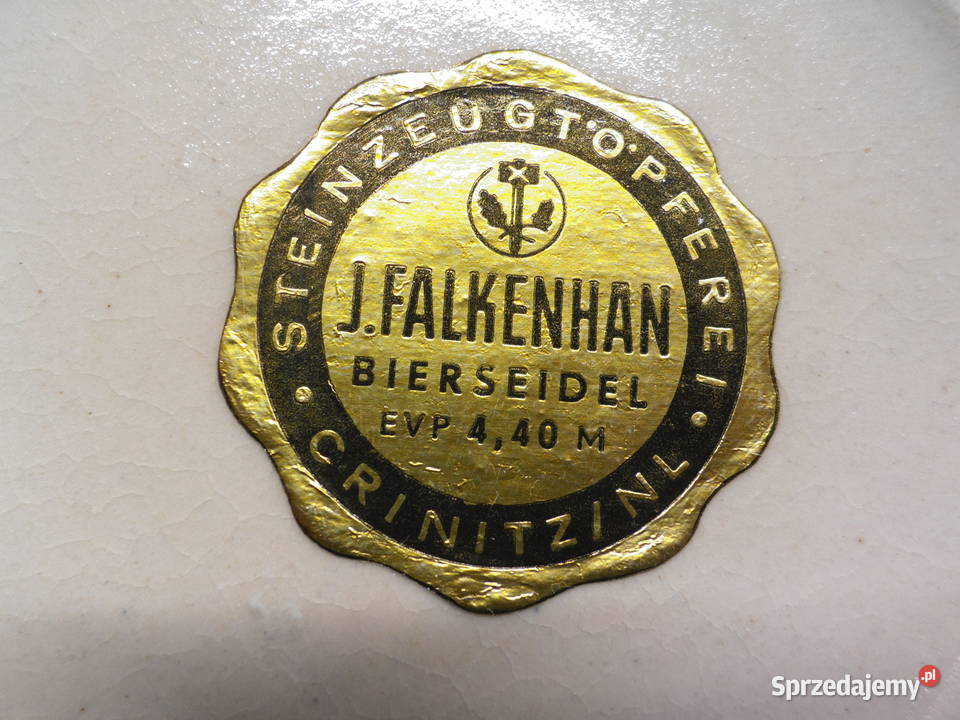 STEINZEUGTÖPFEREI
J.FALKENHAN
BIERSEIDEL
EVP 4,40 M
CRINITZ/NL
Sprzedajemy.pl